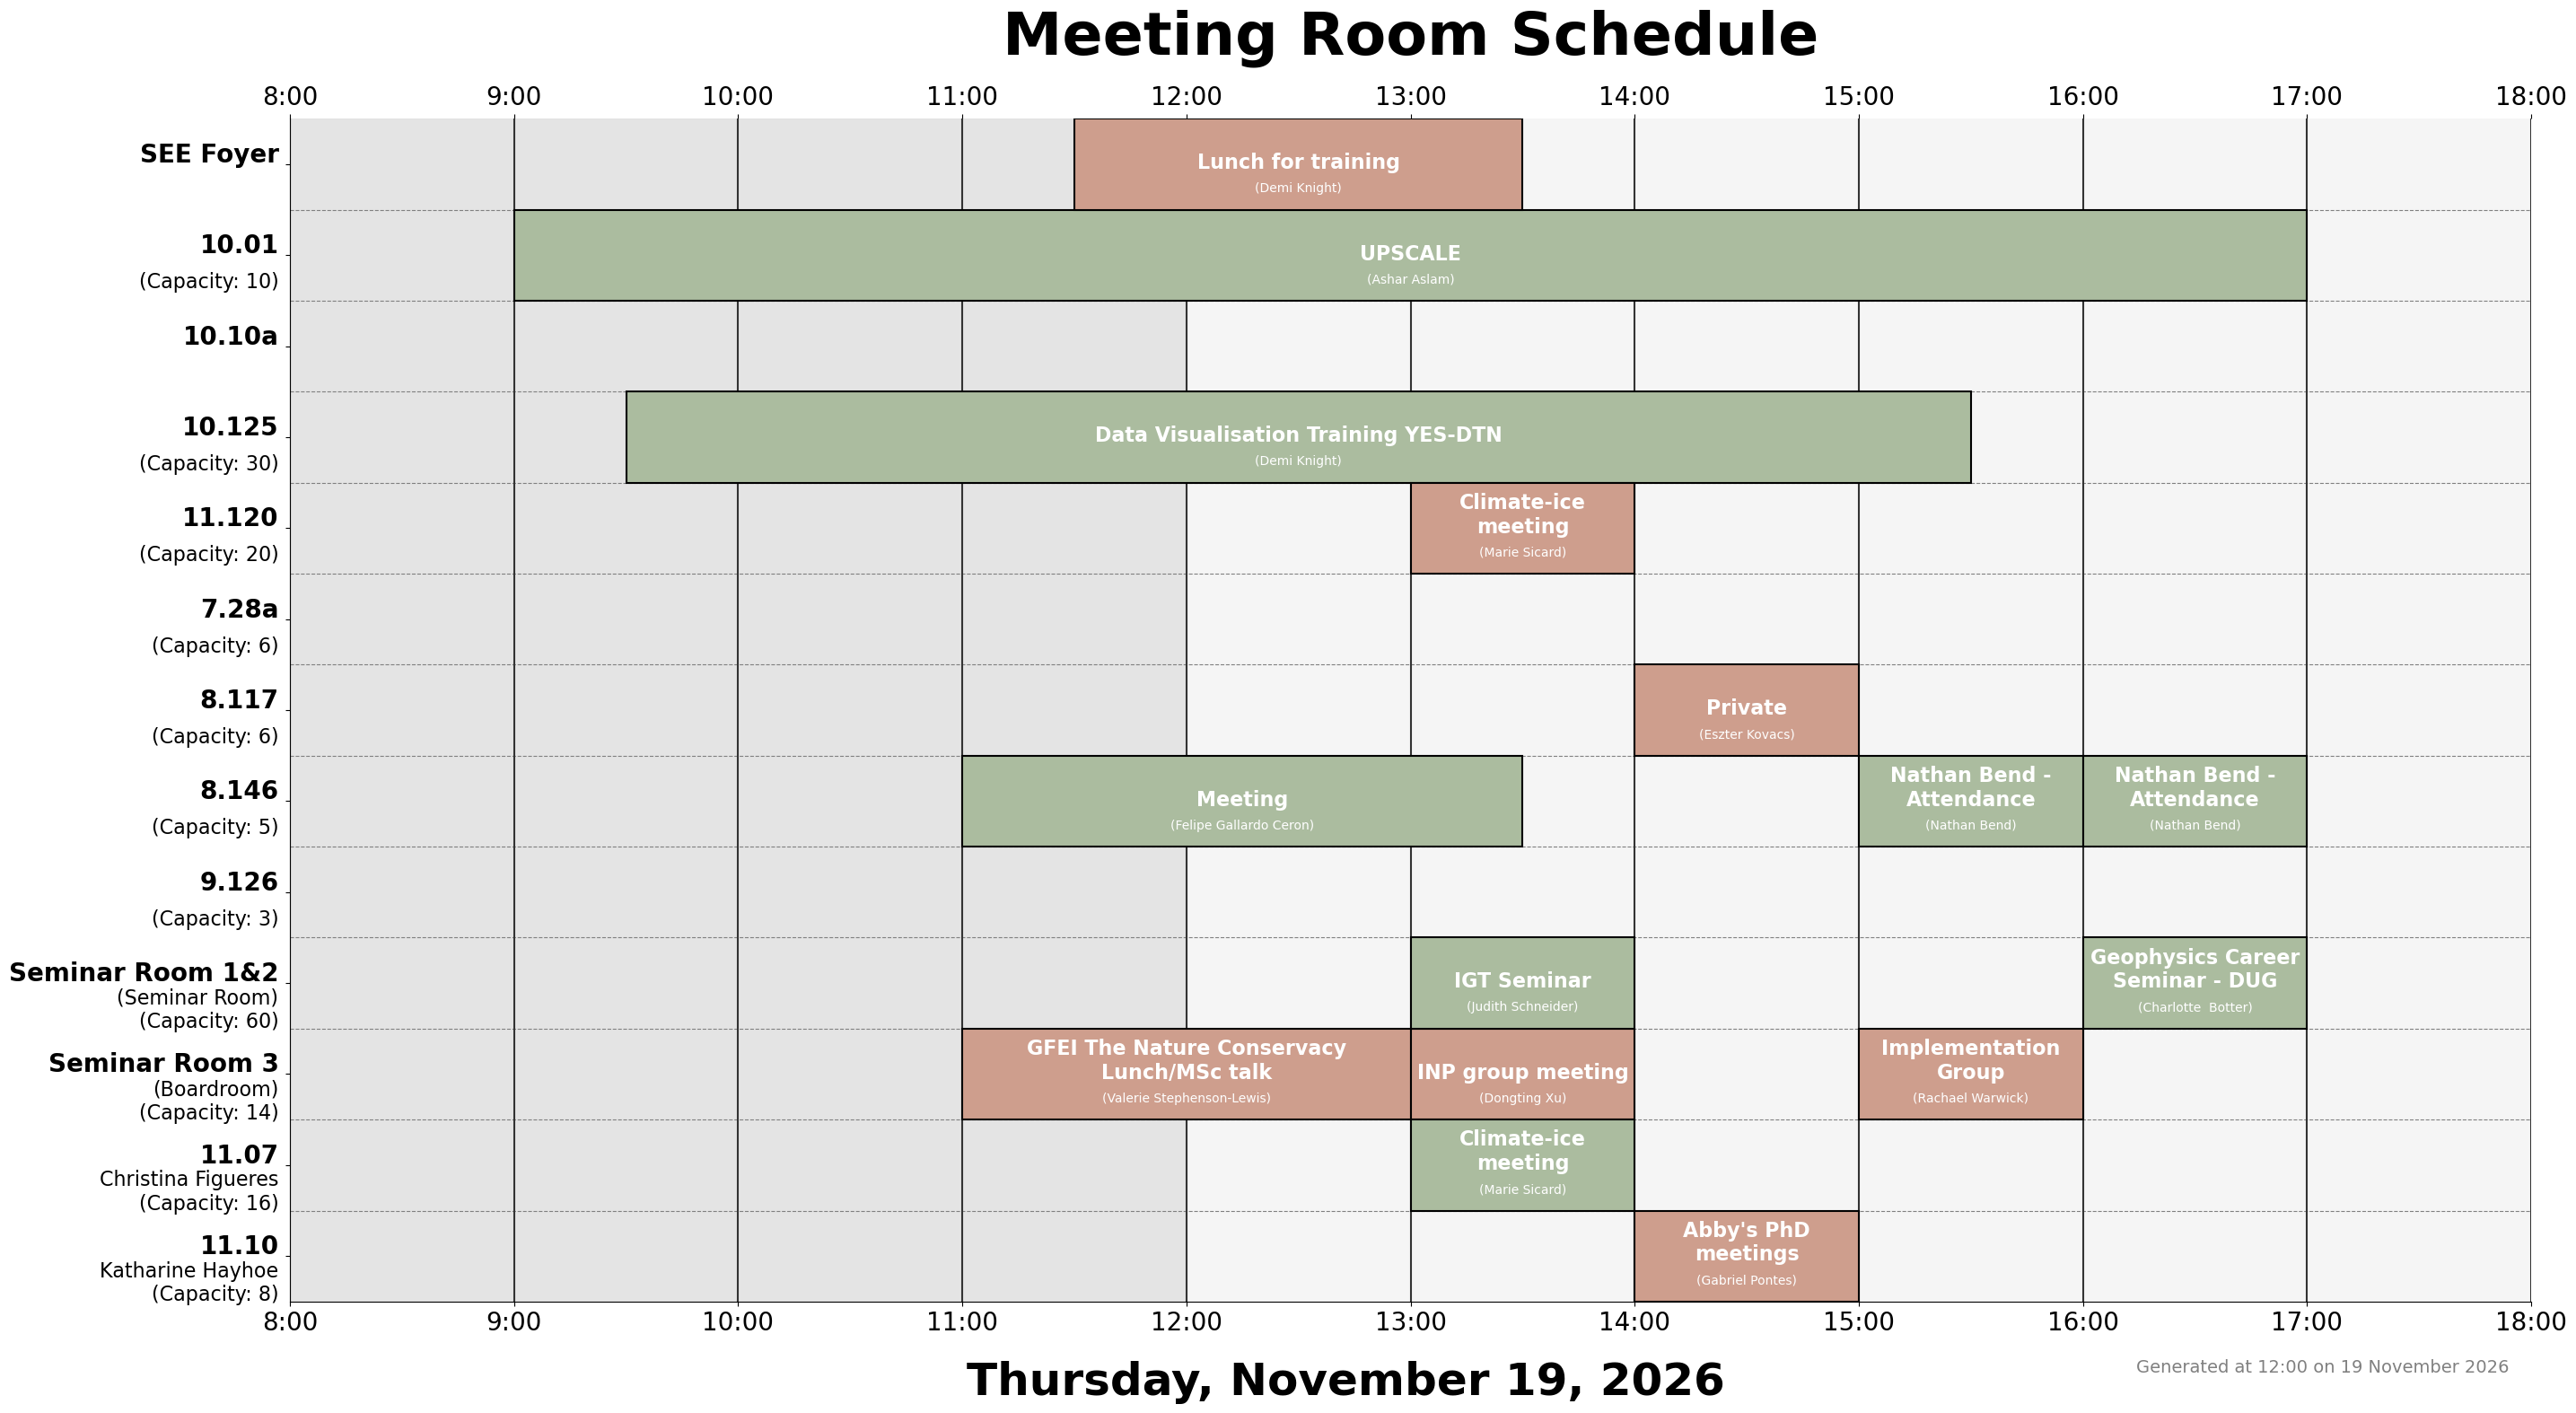 Meeting Room Schedule
8:00 9:00 10:00 11:00 12:00 13:00 14:00 15:00 16:00 17:00 18:00
SEE Foyer
Lunch for training
(Demi Knight)
10.01
(Capacity: 10)
UPSCALE
(Ashar Aslam)
10.10a
10.125
(Capacity: 30)
Data Visualisation Training YES-DTN
(Demi Knight)
11.120
(Capacity: 20)
Climate-ice
meeting
(Marie Sicard)
7.28a
(Capacity: 6)
8.117
(Capacity: 6)
Private
(Eszter Kovacs)
8.146
(Capacity: 5)
Meeting
(Felipe Gallardo Ceron)
Nathan Bend -
Attendance
(Nathan Bend)
Nathan Bend -
Attendance
(Nathan Bend)
9.126
(Capacity: 3)
Seminar Room 1&2
(Seminar Room)
(Capacity: 60)
IGT Seminar
(Judith Schneider)
Geophysics Career
Seminar - DUG
(Charlotte  Botter)
Seminar Room 3
(Boardroom)
(Capacity: 14)
GFEI The Nature Conservacy
Lunch/MSc talk
(Valerie Stephenson-Lewis)
INP group meeting
(Dongting Xu)
Implementation
Group
(Rachael Warwick)
11.07
Christina Figueres
(Capacity: 16)
Climate-ice
meeting
(Marie Sicard)
11.10
Katharine Hayhoe
(Capacity: 8)
Abby's PhD
meetings
(Gabriel Pontes)
8:00 9:00 10:00 11:00 12:00 13:00 14:00 15:00 16:00 17:00 18:00
Thursday, November 19, 2026
Generated at 12:00 on 19 November 2026